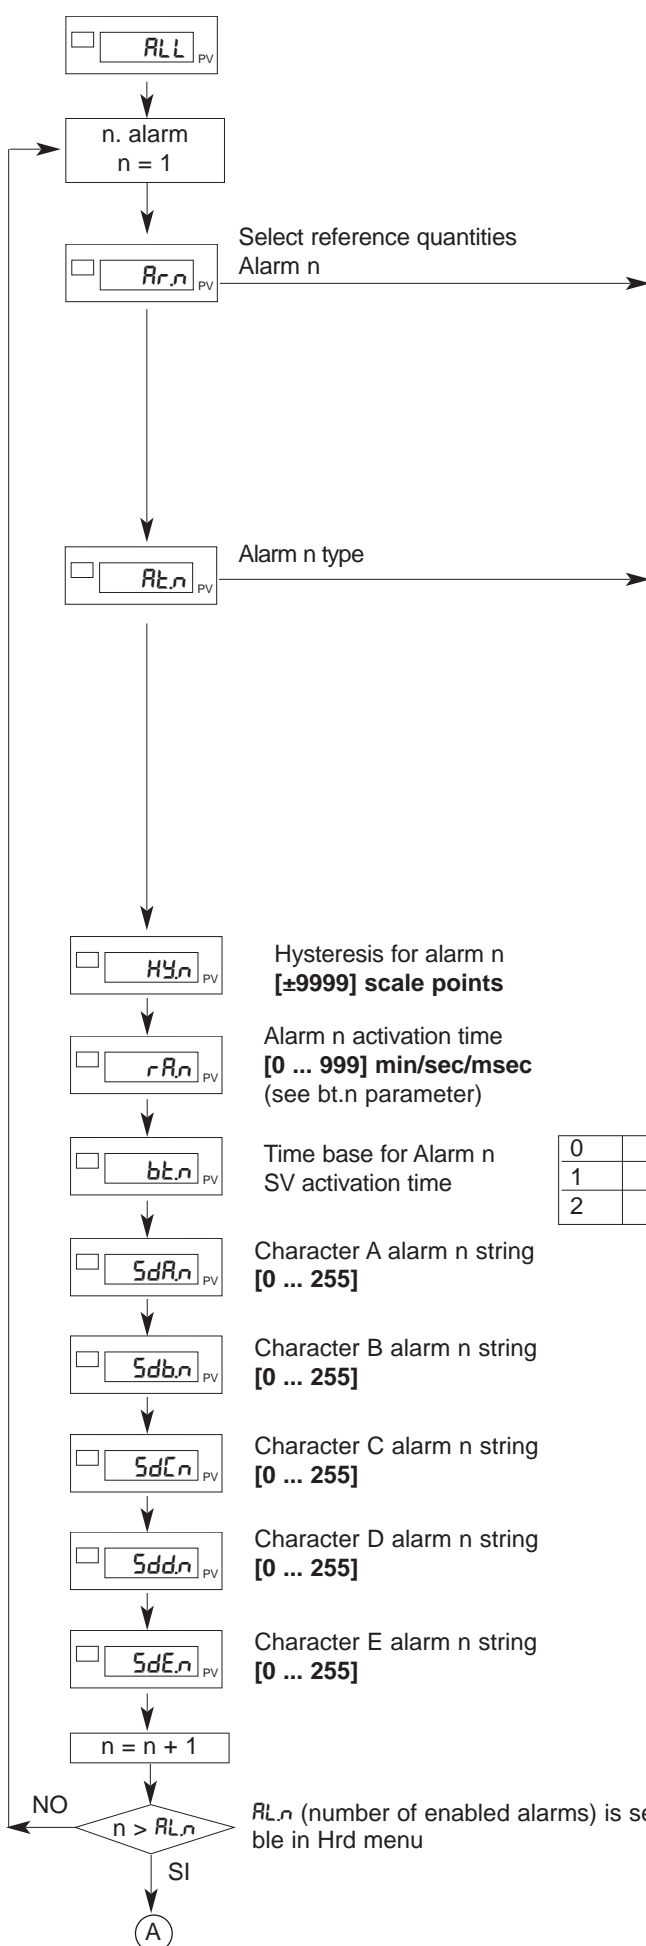 ALL PV
n. alarm
n = 1
Select reference quantities
Alarm n
Ar.n PV
Alarm n type
At.n PV
Hysteresis for alarm n
HY.n PV
[±9999] scale points
Alarm n activation time
rA.n PV
[0 ... 999] min/sec/msec
(see bt.n parameter)
Time base for Alarm n
bt.n PV
SV activation time
0
1
2
Character A alarm n string
SdA.n PV
[0 ... 255]
Character B alarm n string
Sdb.n PV
[0 ... 255]
Character C alarm n string
SdC.n PV
[0 ... 255]
Character D alarm n string
Sdd.n PV
[0 ... 255]
Character E alarm n string
SdE.n PV
[0 ... 255]
n = n + 1
NO
n > AL.n
AL.n (number of enabled alarms) is se
ble in Hrd menu
SI
A